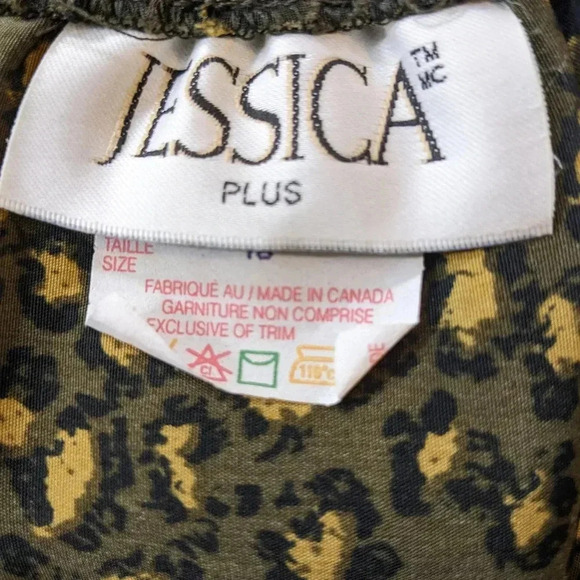 JESSICA
TM
MC
PLUS
TAILLE
SIZE
FABRIQUÉ AU / MADE IN CANADA
GARNITURE NON COMPRISE
EXCLUSIVE OF TRIM
CL
110°C